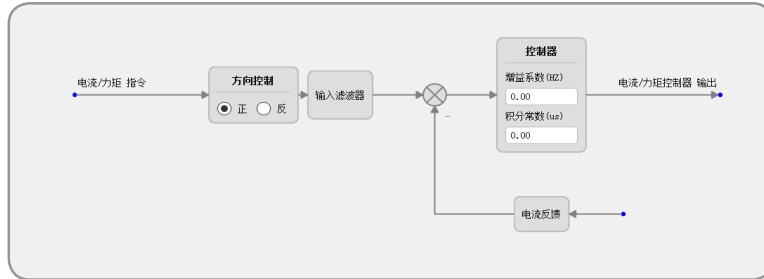 电流/力矩 指令
方向控制
正 反
输入滤波器
-
控制器
增益系数(HZ)
0.00
积分常数(us)
0.00
电流/力矩控制器 输出
电流反馈